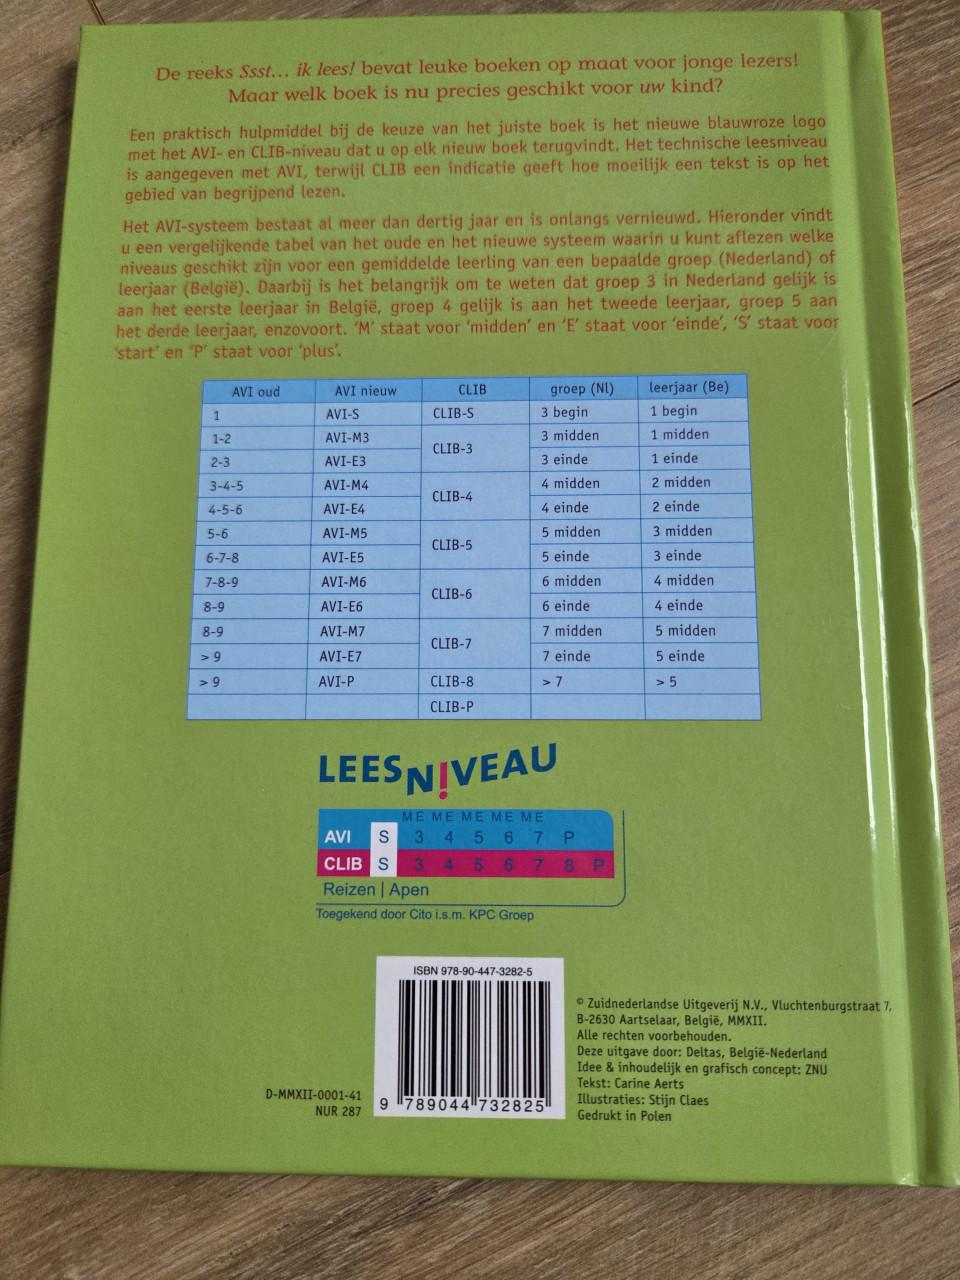 De reeks Ssst... ik lees! bevat leuke boeken op maat voor jonge lezers!
Maar welk boek is nu precies geschikt voor uw kind?
Een praktisch hulpmiddel bij de keuze van het juiste boek is het nieuwe blauwroze logo
met het AVI- en CLIB-niveau dat u op elk nieuw boek terugvindt. Het technische leesniveau
is aangegeven met AVI, terwijl CLIB een indicatie geeft hoe moeilijk een tekst is op het
gebied van begrijpend lezen.
Het AVI-systeem bestaat al meer dan dertig jaar en is onlangs vernieuwd. Hieronder vindt
u een vergelijkende tabel van het oude en het nieuwe systeem waarin u kunt aflezen welke
niveaus geschikt zijn voor een gemiddelde leerling van een bepaalde groep (Nederland) of
leerjaar (België). Daarbij is het belangrijk om te weten dat groep 3 in Nederland gelijk is
aan het eerste leerjaar in België, groep 4 gelijk is aan het tweede leerjaar, groep 5 aan
het derde leerjaar, enzovoort. 'M' staat voor 'midden' en 'E' staat voor 'einde', 'S' staat voor
'start' en 'P' staat voor 'plus'.
AVI oud AVI nieuw CLIB groep (Nl) leerjaar (Be)
1 AVI-S CLIB-S 3 begin 1 begin
1-2 AVI-M3 CLIB-3 3 midden 1 midden
2-3 AVI-E3 3 einde 1 einde
3-4-5 AVI-M4 CLIB-4 4 midden 2 midden
4-5-6 AVI-E4 4 einde 2 einde
5-6 AVI-M5 CLIB-5 5 midden 3 midden
6-7-8 AVI-E5 5 einde 3 einde
7-8-9 AVI-M6 CLIB-6 6 midden 4 midden
8-9 AVI-E6 6 einde 4 einde
8-9 AVI-M7 CLIB-7 7 midden 5 midden
> 9 AVI-E7 7 einde 5 einde
> 9 AVI-P CLIB-8 > 7 > 5
CLIB-P
LEESN!VEAU
ME ME ME ME ME
AVI S 3 4 5 6 7 P
CLIB S 3 4 5 6 7 8 P
Reizen | Apen
Toegekend door Cito i.s.m. KPC Groep
ISBN 978-90-447-3282-5
9 789044 732825
D-MMXII-0001-41
NUR 287
© Zuidnederlandse Uitgeverij N.V., Vluchtenburgstraat 7,
B-2630 Aartselaar, België, MMXII.
Alle rechten voorbehouden.
Deze uitgave door: Deltas, België-Nederland
Idee & inhoudelijk en grafisch concept: ZNU
Tekst: Carine Aerts
Illustraties: Stijn Claes
Gedrukt in Polen